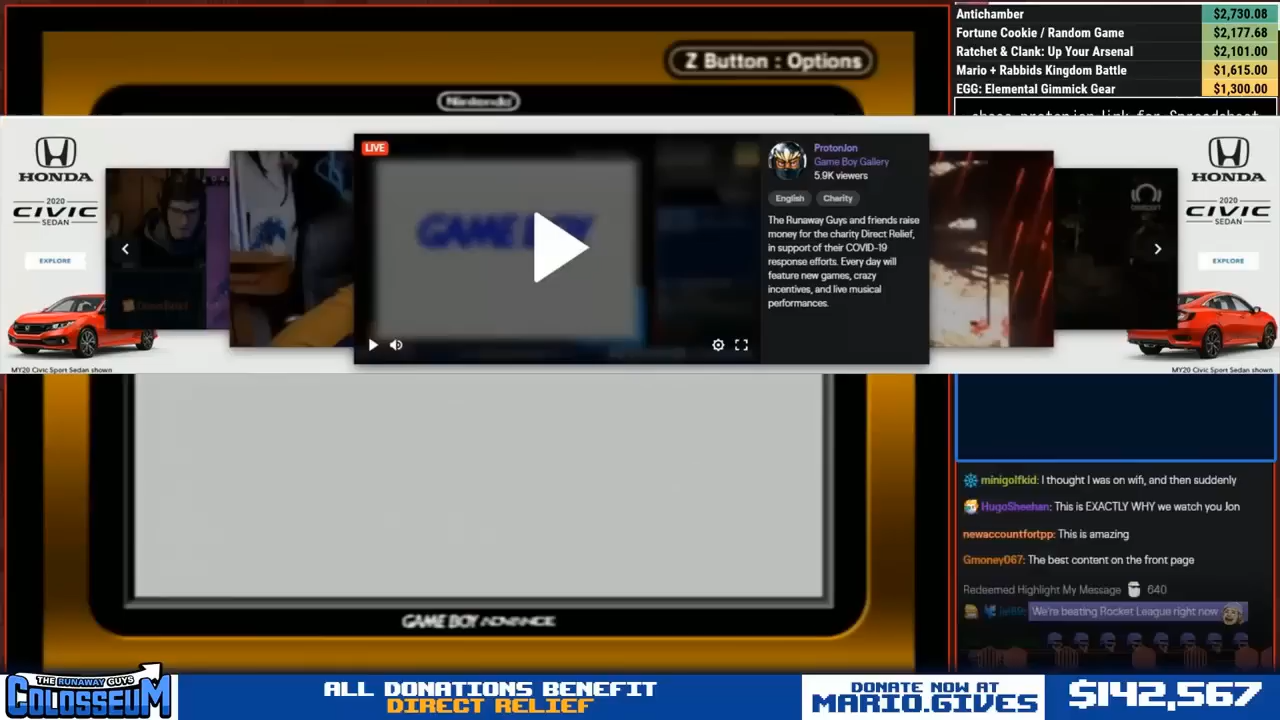 Z Button : Options
Nintendo
Antichamber $2,730.08
Fortune Cookie / Random Game $2,177.68
Ratchet & Clank: Up Your Arsenal $2,101.00
Mario + Rabbids Kingdom Battle $1,615.00
EGG: Elemental Gimmick Gear $1,300.00
HONDA
2020
CIVIC
SEDAN
EXPLORE
MY20 Civic Sport Sedan shown
LIVE
ProtonJon
Game Boy Gallery
5.9K viewers
English Charity
The Runaway Guys and friends raise
money for the charity Direct Relief,
in support of their COVID-19
response efforts. Every day will
feature new games, crazy
incentives, and live musical
performances.
HONDA
2020
CIVIC
SEDAN
EXPLORE
MY20 Civic Sport Sedan shown
GAME BOY ADVANCE
minigolfkid: I thought I was on wifi, and then suddenly
HugoSheehan: This is EXACTLY WHY we watch you Jon
newaccountfortpp: This is amazing
Gmoney067: The best content on the front page
Redeemed Highlight My Message 640
We're beating Rocket League right now
THE RUNAWAY GUYS
COLOSSEUM
ALL DONATIONS BENEFIT
DIRECT RELIEF
DONATE NOW AT
MARIO.GIVES
$142,567